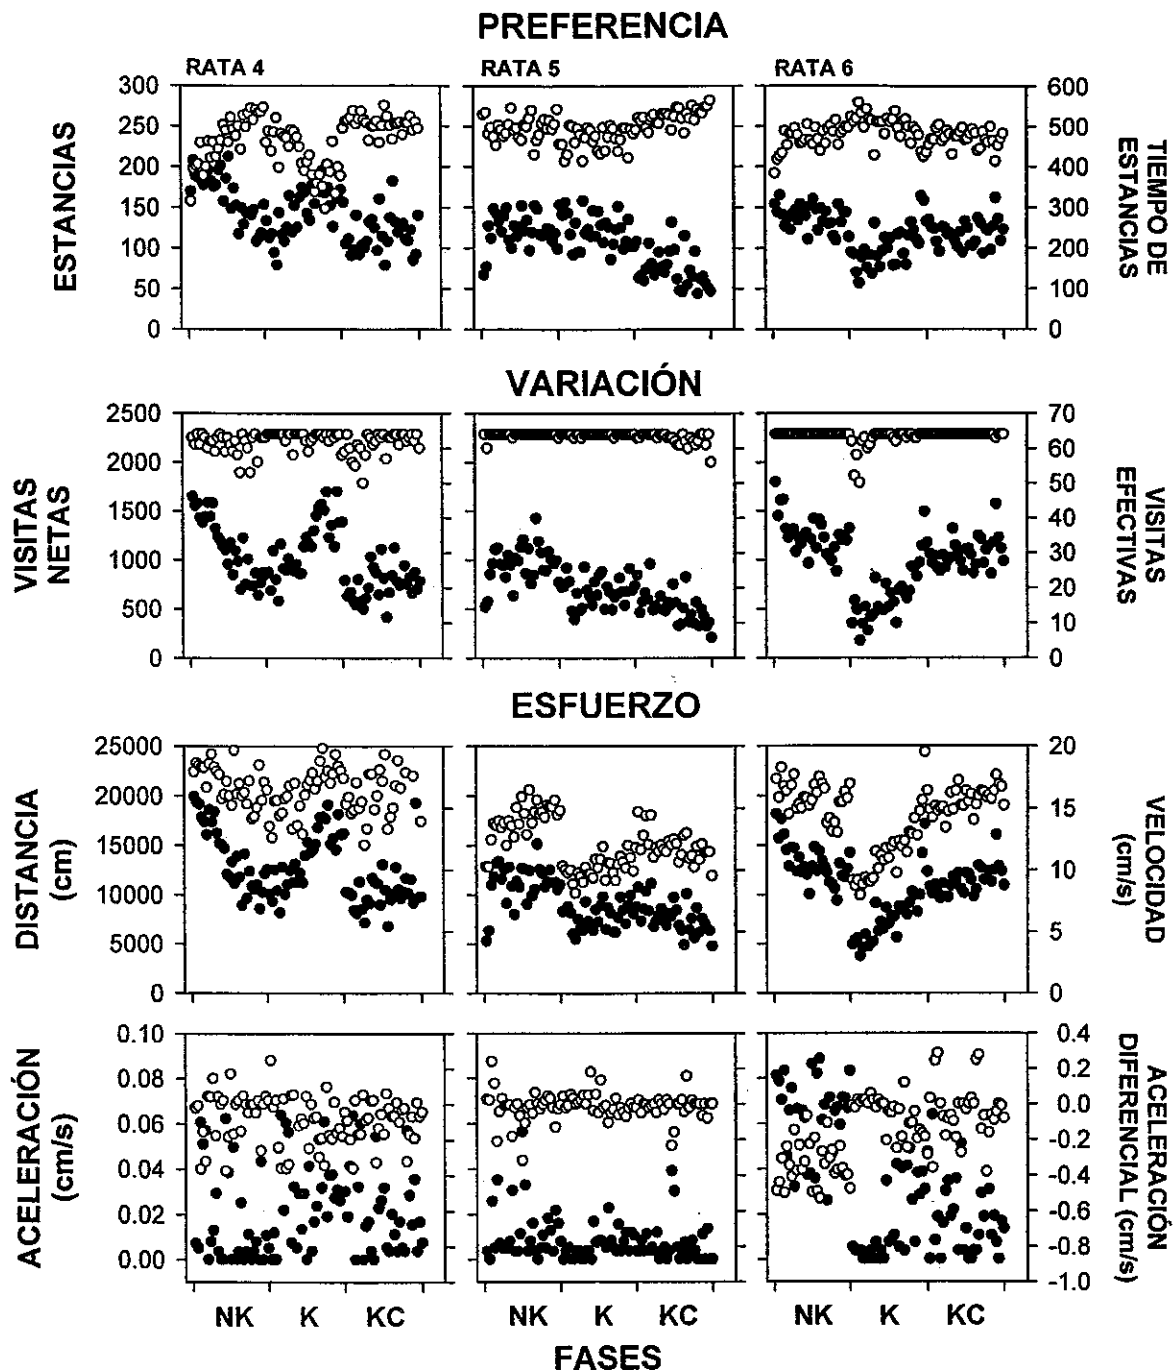 PREFERENCIA
RATA 4
RATA 5
RATA 6
ESTANCIAS
300
250
200
150
100
50
0
600
500
400
300
200
100
0
TIEMPO DE
ESTANCIAS
VARIACIÓN
VISITAS
NETAS
2500
2000
1500
1000
500
0
70
60
50
40
30
20
10
0
VISITAS
EFECTIVAS
ESFUERZO
DISTANCIA
(cm)
25000
20000
15000
10000
5000
0
20
15
10
5
0
VELOCIDAD
(cm/s)
ACELERACIÓN
(cm/s)
0.10
0.08
0.06
0.04
0.02
0.00
0.4
0.2
0.0
-0.2
-0.4
-0.6
-0.8
-1.0
ACELERACIÓN
DIFERENCIAL (cm/s)
NK K KC
NK K KC
NK K KC
FASES